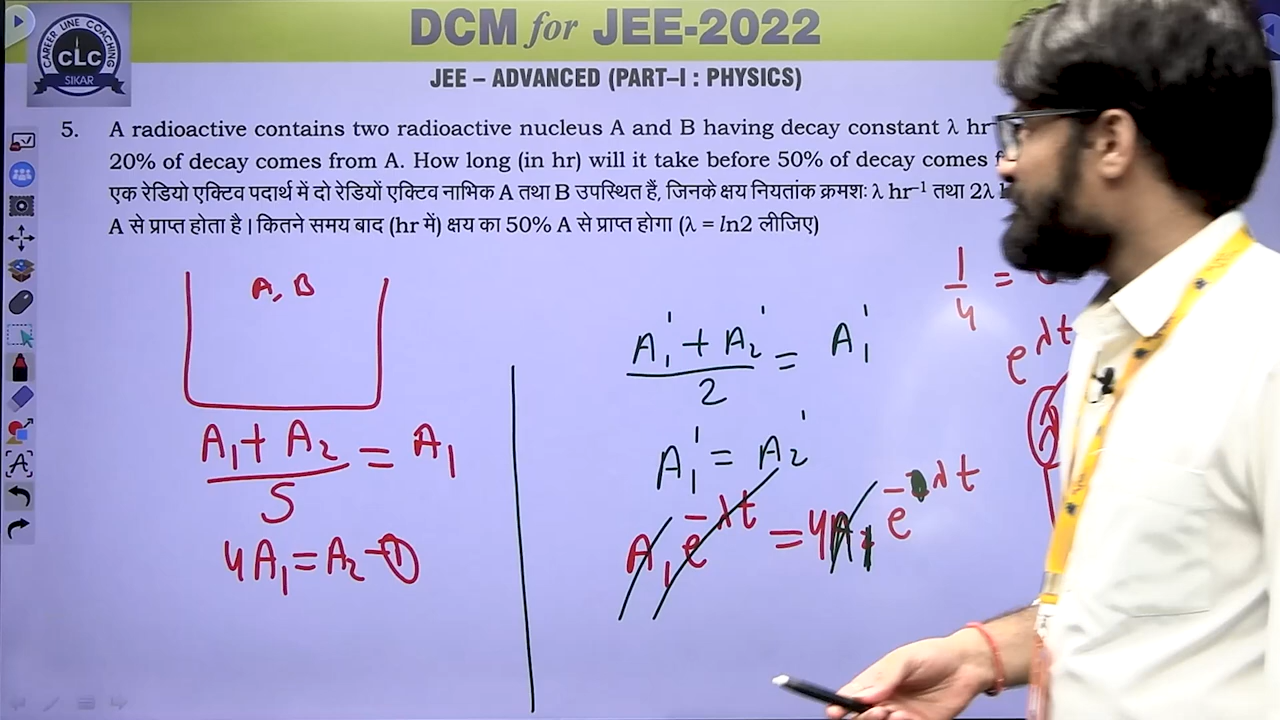 DCM for JEE-2022
CAREER LINE COACHING
CLC
SIKAR
JEE – ADVANCED (PART–I : PHYSICS)
5. A radioactive contains two radioactive nucleus A and B having decay constant λ hr
20% of decay comes from A. How long (in hr) will it take before 50% of decay comes
एक रेडियो एक्टिव पदार्थ में दो रेडियों एक्टिव नाभिक A तथा B उपस्थित हैं, जिनके क्षय नियतांक क्रमशः λ hr⁻¹ तथा 2λ
A से प्राप्त होता है। कितने समय बाद (hr में) क्षय का 50% A से प्राप्त होगा (λ = ln2 लीजिए)
A, B
(A₁ + A₂)/5 = A₁
4A₁ = A₂ –①
(A₁' + A₂')/2 = A₁'
A₁' = A₂'
A₁e^(-λt) = 4A₁ e^(-2λt)
1/4 =
e^(λt)